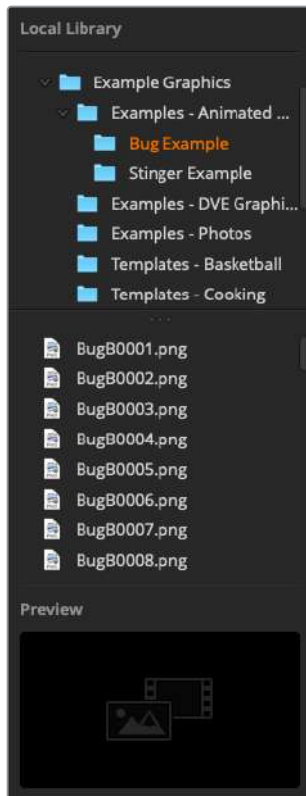 Local Library
Example Graphics
Examples - Animated ...
Bug Example
Stinger Example
Examples - DVE Graphi...
Examples - Photos
Templates - Basketball
Templates - Cooking
...
BugB0001.png
BugB0002.png
BugB0003.png
BugB0004.png
BugB0005.png
BugB0006.png
BugB0007.png
BugB0008.png
Preview